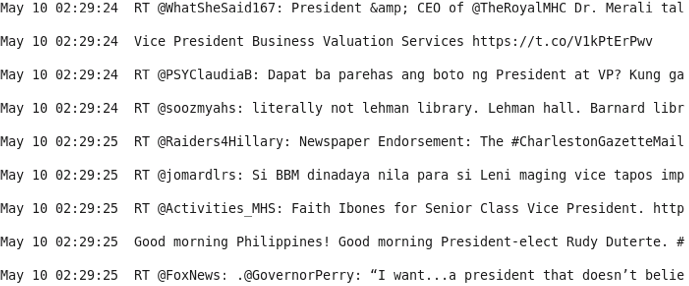 May 10 02:29:24 RT @WhatSheSaid167: President &amp; CEO of @TheRoyalMHC Dr. Merali tal
May 10 02:29:24 Vice President Business Valuation Services https://t.co/V1kPtErPwv
May 10 02:29:24 RT @PSYClaudiaB: Dapat ba parehas ang boto ng President at VP? Kung ga
May 10 02:29:24 RT @soozmyahs: literally not lehman library. Lehman hall. Barnard libr
May 10 02:29:25 RT @Raiders4Hillary: Newspaper Endorsement: The #CharlestonGazetteMail
May 10 02:29:25 RT @jomardlrs: Si BBM dinadaya nila para si Leni maging vice tapos imp
May 10 02:29:25 RT @Activities_MHS: Faith Ibones for Senior Class Vice President. http
May 10 02:29:25 Good morning Philippines! Good morning President-elect Rudy Duterte. #
May 10 02:29:25 RT @FoxNews: .@GovernorPerry: “I want...a president that doesn’t belie